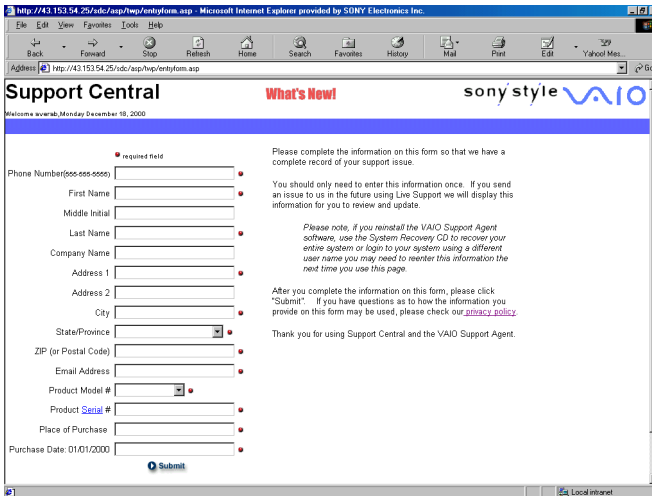 http://43.153.54.25/sdc/asp/twp/entryform.asp - Microsoft Internet Explorer provided by SONY Electronics Inc.
File Edit View Favorites Tools Help
Back Forward Stop Refresh Home Search Favorites History Mail Print Edit Yahoo! Mes...
Address http://43.153.54.25/sdc/asp/twp/entryform.asp Go
Support Central What's New! sony style VAIO
Welcome averab,Monday December 18, 2000
required field
Phone Number(555-555-5555)
First Name
Middle Initial
Last Name
Company Name
Address 1
Address 2
City
State/Province
ZIP (or Postal Code)
Email Address
Product Model #
Product Serial #
Place of Purchase
Purchase Date: 01/01/2000
Submit
Please complete the information on this form so that we have a
complete record of your support issue.
You should only need to enter this information once. If you send
an issue to us in the future using Live Support we will display this
information for you to review and update.
Please note, if you reinstall the VAIO Support Agent
software, use the System Recovery CD to recover your
entire system or login to your system using a different
user name you may need to reenter this information the
next time you use this page.
After you complete the information on this form, please click
"Submit". If you have questions as to how the information you
provide on this form may be used, please check our privacy policy.
Thank you for using Support Central and the VAIO Support Agent.
Local intranet